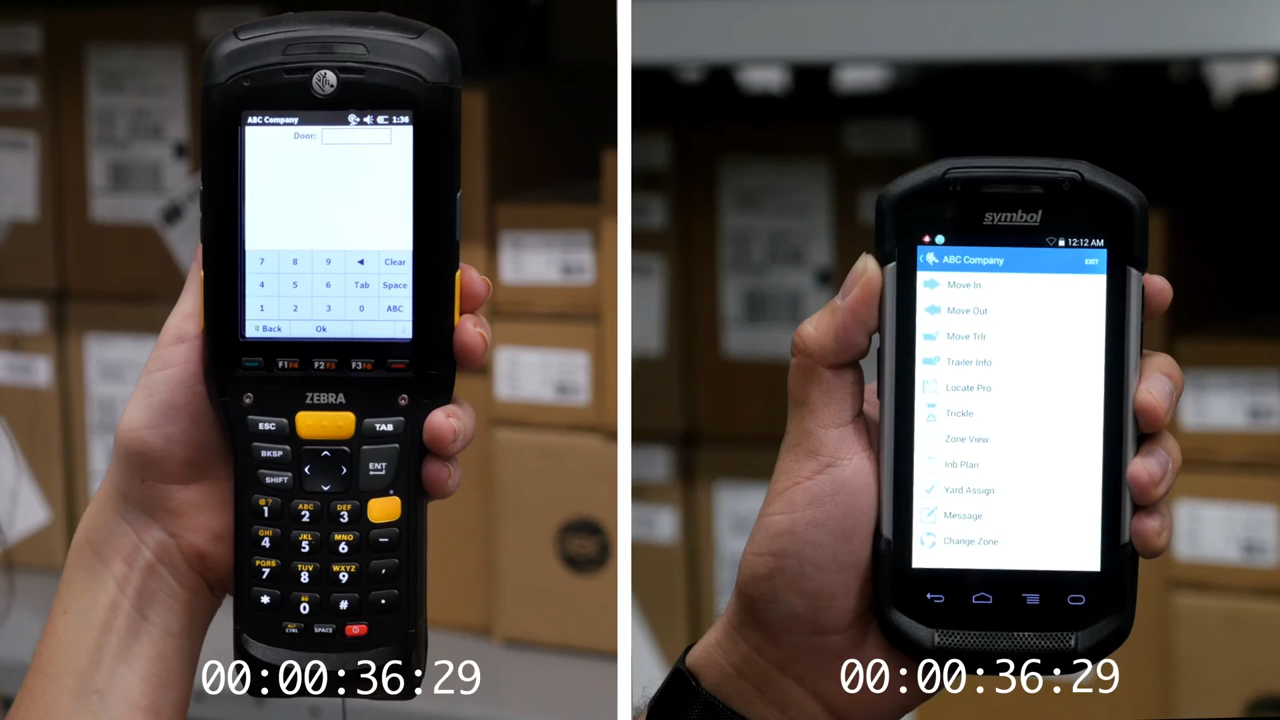 ABC Company 1:36
Door:
7 8 9 ◄ Clear
4 5 6 Tab Space
1 2 3 0 ABC
Back Ok
F1 F4 F2 F5 F3 F6
ZEBRA
ESC TAB
BKSP
ENT
SHIFT
@? 1 ABC 2 DEF 3
GHI 4 JKL 5 MNO 6 -
PQRS 7 TUV 8 WXYZ 9 ,
* 0 # .
ALT CTRL SPACE
00:00:36:29
symbol
12:12 AM
ABC Company EXIT
Move In
Move Out
Move Trlr
Trailer Info
Locate Pro
Trickle
Zone View
Inb Plan
Yard Assign
Message
Change Zone
00:00:36:29